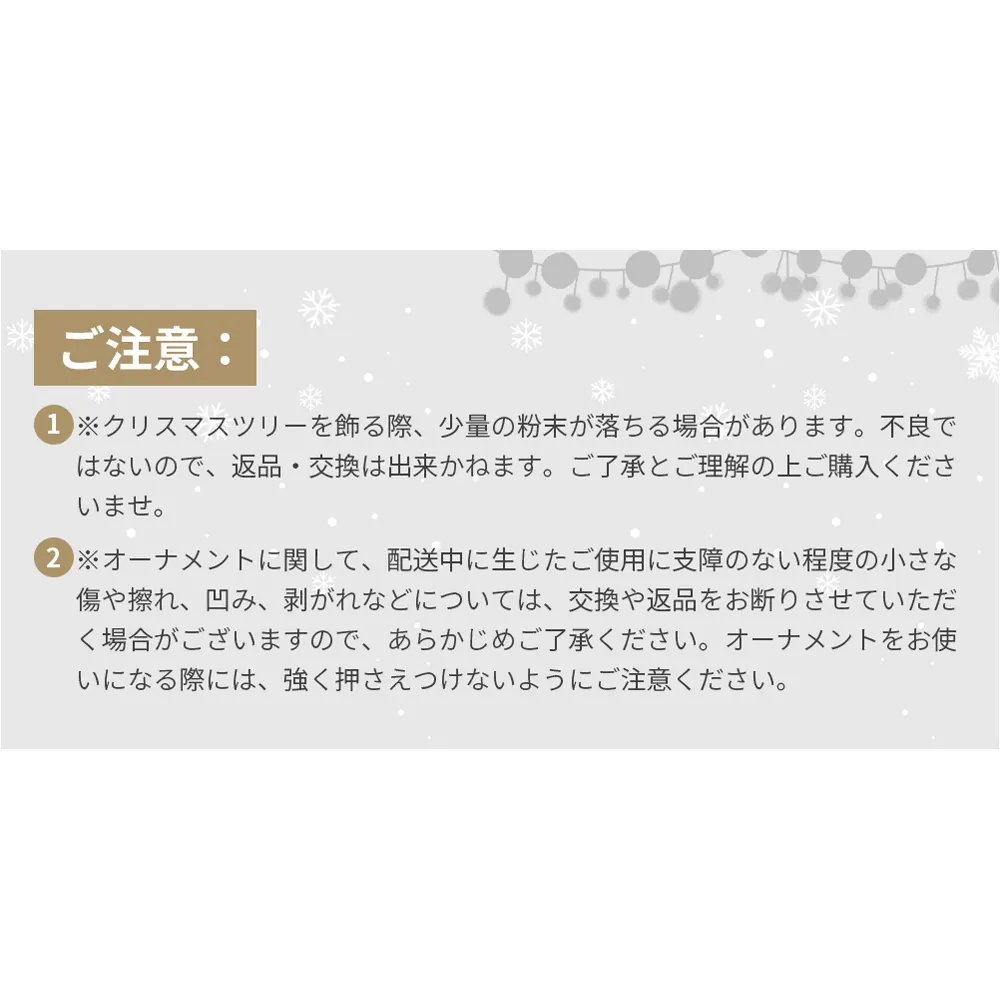 ご注意：
1 ※クリスマスツリーを飾る際、少量の粉末が落ちる場合があります。不良で
はないので、返品・交換は出来かねます。ご了承とご理解の上ご購入くださ
いませ。
2 ※オーナメントに関して、配送中に生じたご使用に支障のない程度の小さな
傷や擦れ、凹み、剥がれなどについては、交換や返品をお断りさせていただ
く場合がございますので、あらかじめご了承ください。オーナメントをお使
いになる際には、強く押さえつけないようにご注意ください。